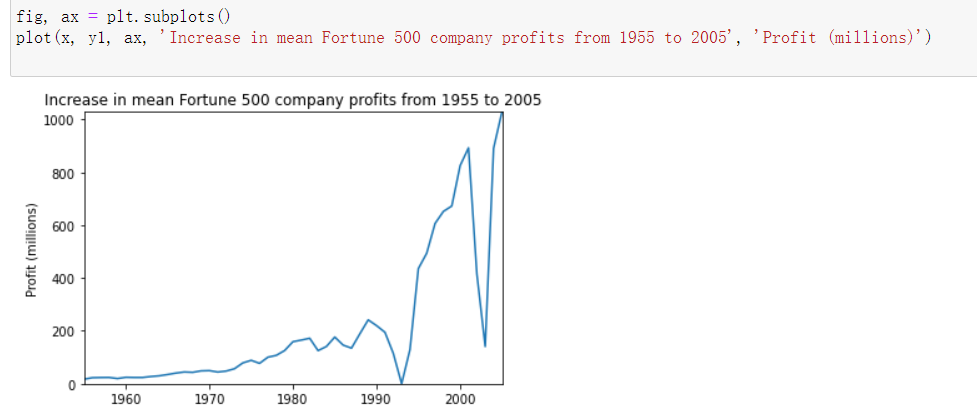 fig, ax = plt.subplots()
plot(x, y1, ax, 'Increase in mean Fortune 500 company profits from 1955 to 2005', 'Profit (millions)')
Increase in mean Fortune 500 company profits from 1955 to 2005
1000
800
600
400
200
0
Profit (millions)
1960 1970 1980 1990 2000